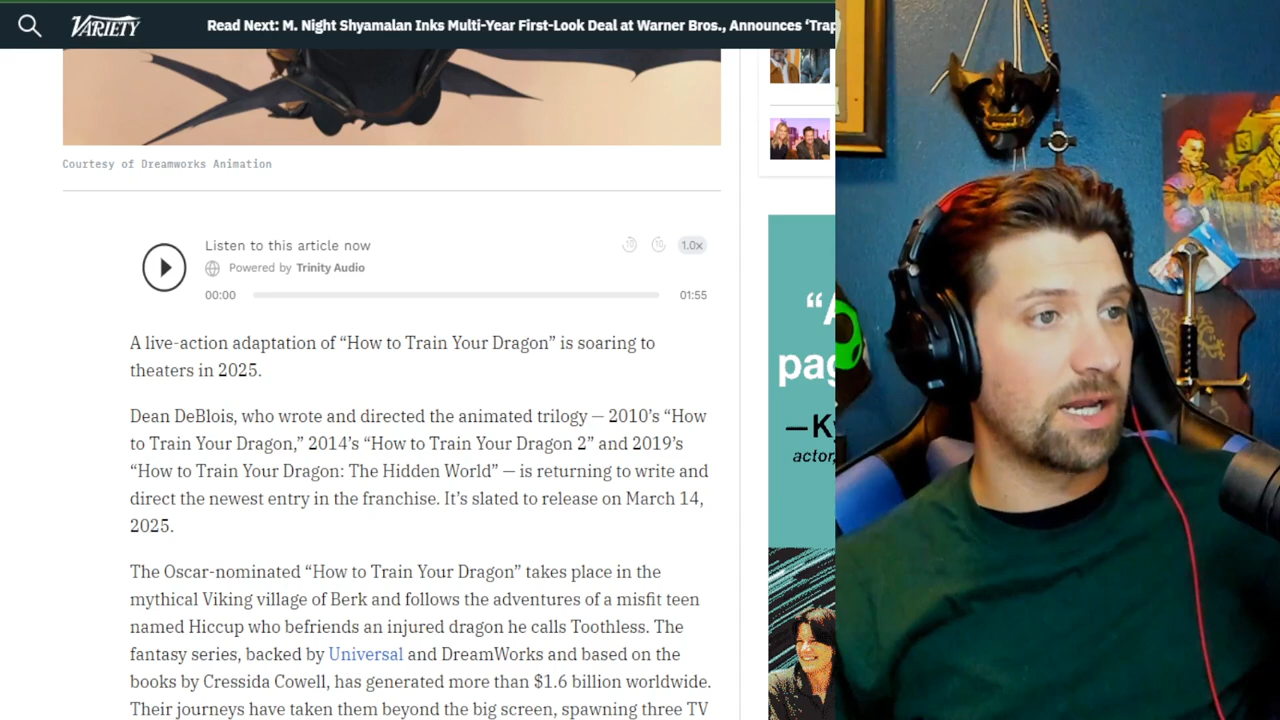 VARIETY
Read Next: M. Night Shyamalan Inks Multi-Year First-Look Deal at Warner Bros., Announces ‘Trap
Courtesy of Dreamworks Animation
Listen to this article now
10
10
1.0x
Powered by Trinity Audio
00:00
01:55
A live-action adaptation of “How to Train Your Dragon” is soaring to
theaters in 2025.
Dean DeBlois, who wrote and directed the animated trilogy — 2010’s “How
to Train Your Dragon,” 2014’s “How to Train Your Dragon 2” and 2019’s
“How to Train Your Dragon: The Hidden World” — is returning to write and
direct the newest entry in the franchise. It’s slated to release on March 14,
2025.
The Oscar-nominated “How to Train Your Dragon” takes place in the
mythical Viking village of Berk and follows the adventures of a misfit teen
named Hiccup who befriends an injured dragon he calls Toothless. The
fantasy series, backed by Universal and DreamWorks and based on the
books by Cressida Cowell, has generated more than $1.6 billion worldwide.
Their journeys have taken them beyond the big screen, spawning three TV
“A
pag
—Ky
actor,